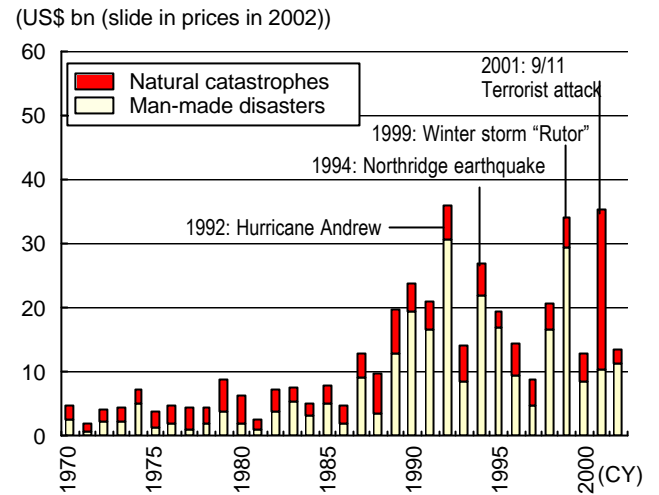 (US$ bn (slide in prices in 2002))
60
Natural catastrophes
Man-made disasters
2001: 9/11
Terrorist attack
50
1999: Winter storm “Rutor”
40
1994: Northridge earthquake
1992: Hurricane Andrew
30
20
10
0
1970
1975
1980
1985
1990
1995
2000
(CY)